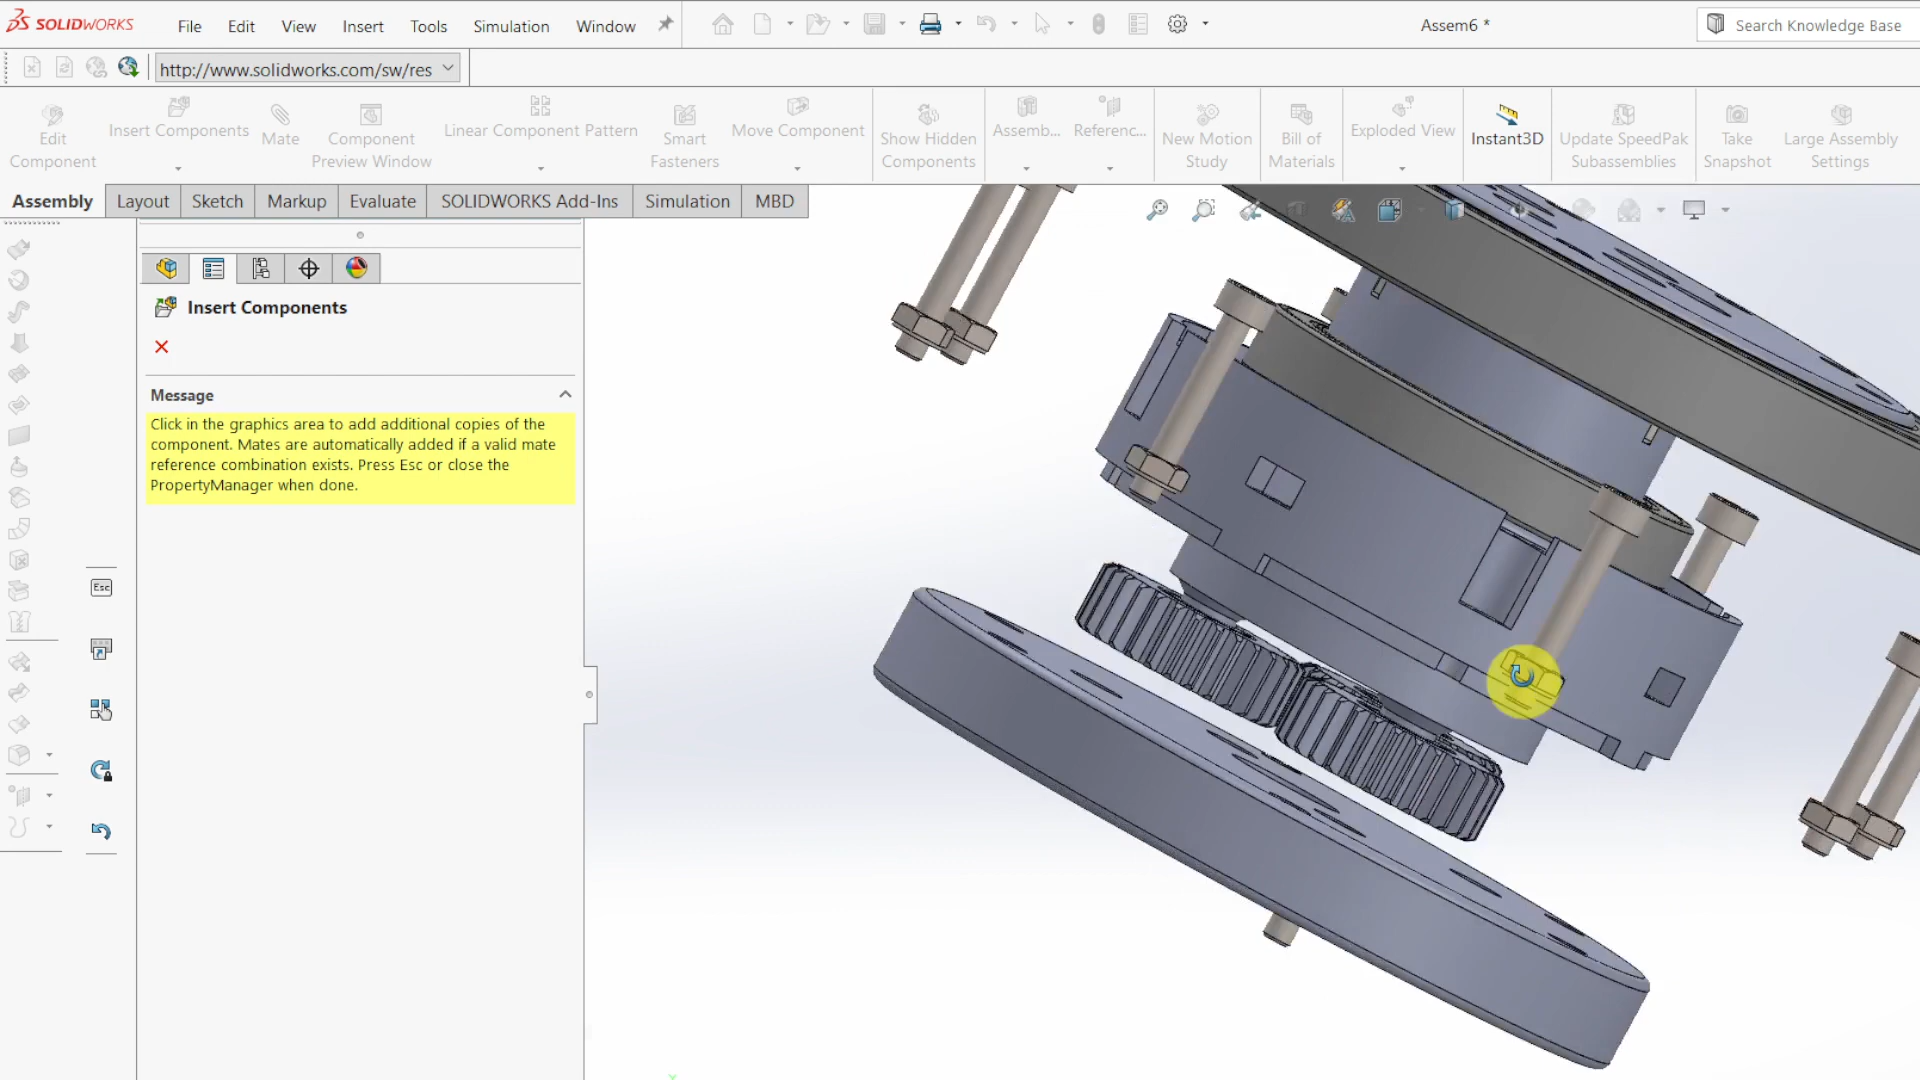 SOLIDWORKS File Edit View Insert Tools Simulation Window Assem6 * Search Knowledge Base
http://www.solidworks.com/sw/res
Edit Component
Insert Components
Mate
Component Preview Window
Linear Component Pattern
Smart Fasteners
Move Component
Show Hidden Components
Assemb...
Referenc...
New Motion Study
Bill of Materials
Exploded View
Instant3D
Update SpeedPak Subassemblies
Take Snapshot
Large Assembly Settings
Assembly Layout Sketch Markup Evaluate SOLIDWORKS Add-Ins Simulation MBD
Insert Components
Message
Click in the graphics area to add additional copies of the
component. Mates are automatically added if a valid mate
reference combination exists. Press Esc or close the
PropertyManager when done.
Esc